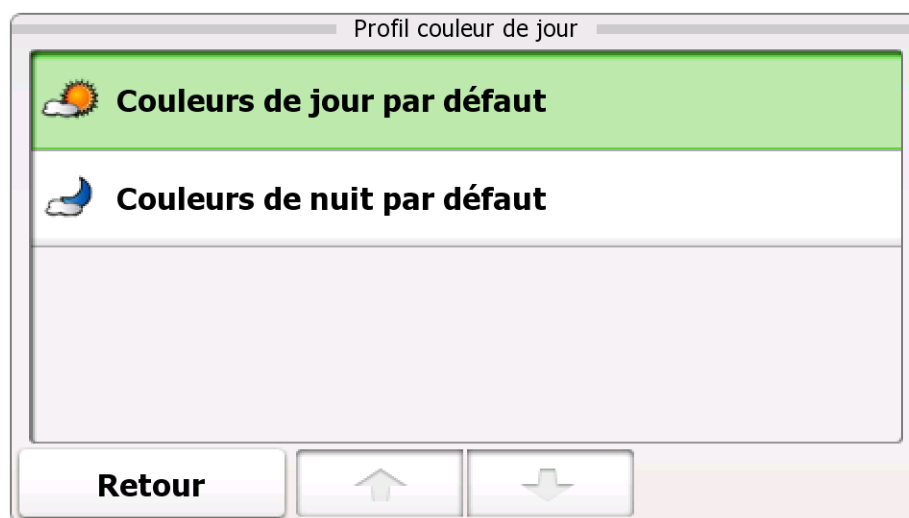 Profil couleur de jour
Couleurs de jour par défaut
Couleurs de nuit par défaut
Retour